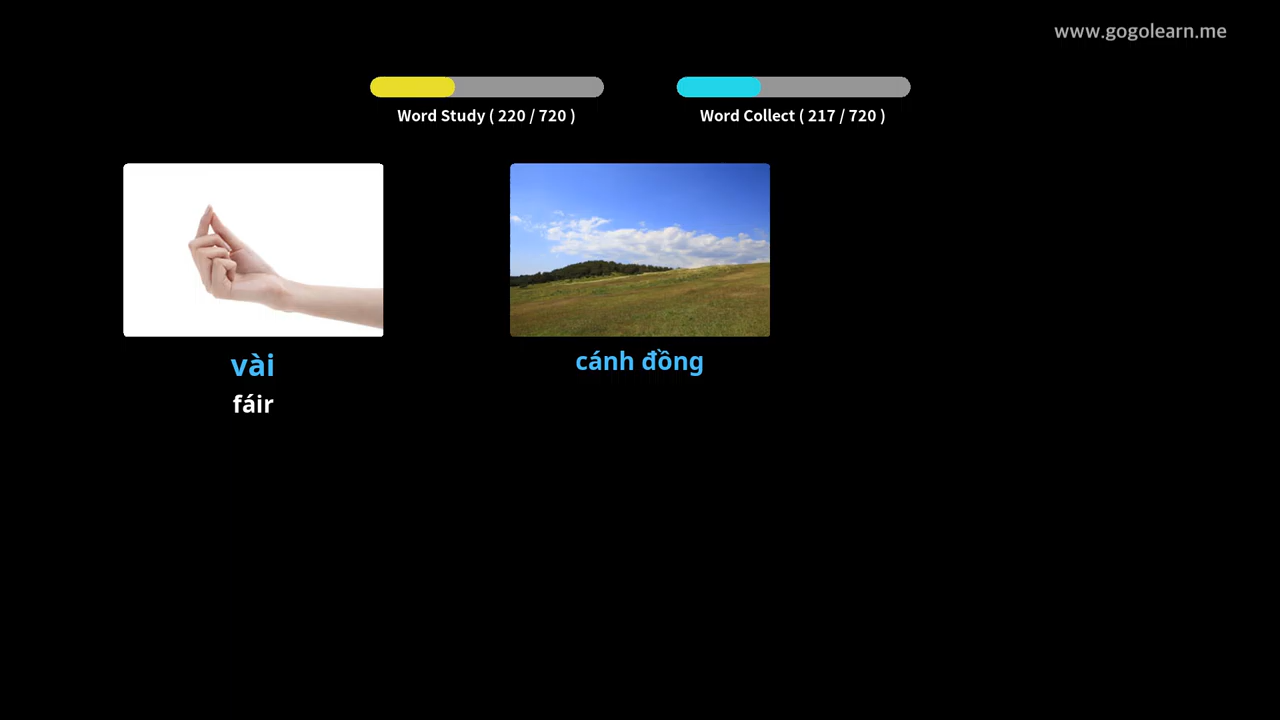 www.gogolearn.me
Word Study ( 220 / 720 )
Word Collect ( 217 / 720 )
vài
fáir
cánh đồng